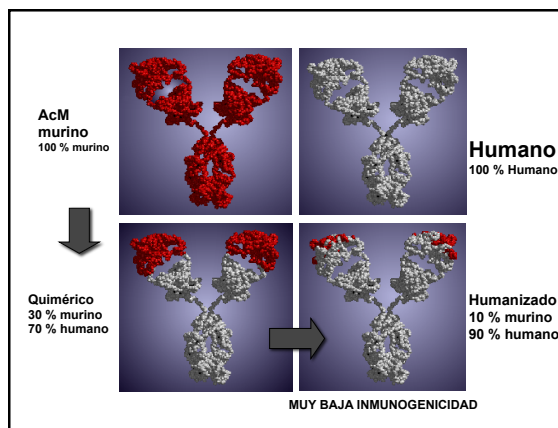 AcM
murino
100 % murino
Humano
100 % Humano
Quimérico
30 % murino
70 % humano
Humanizado
10 % murino
90 % humano
MUY BAJA INMUNOGENICIDAD